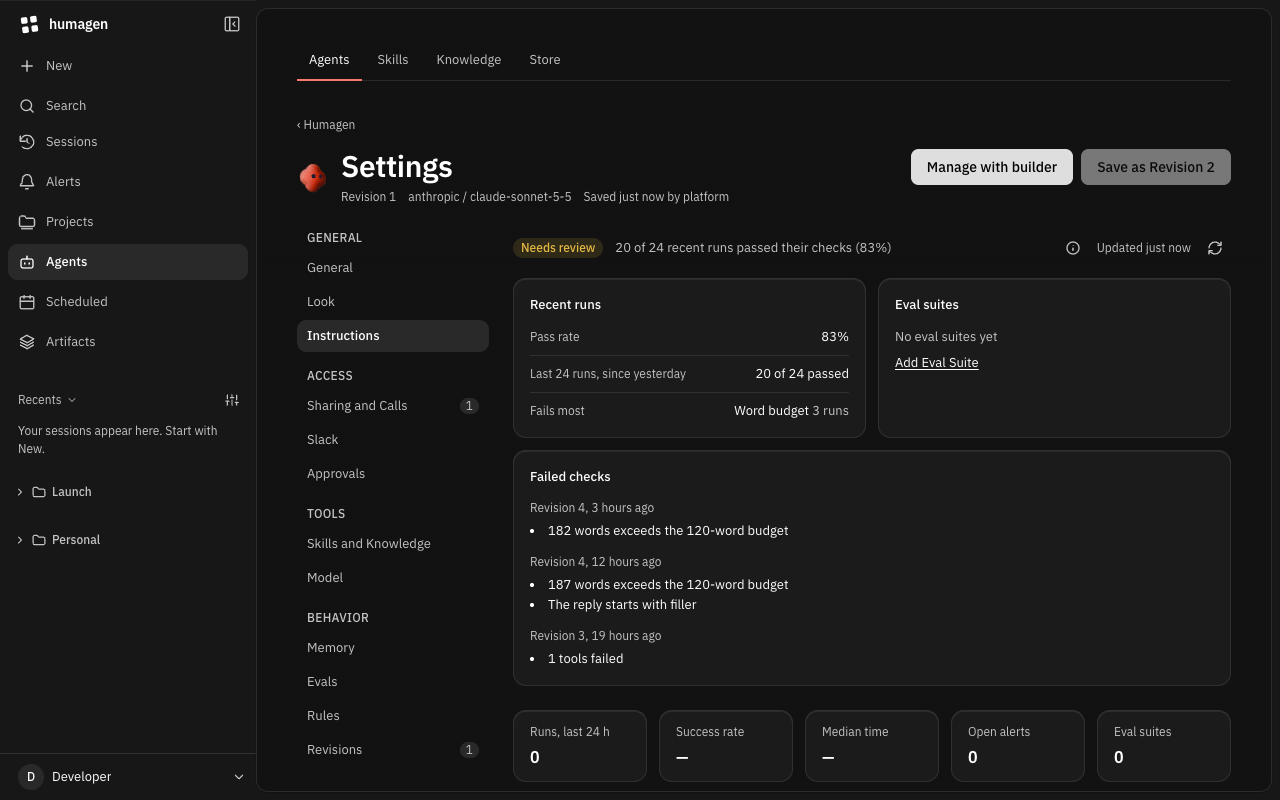 humagen
New
Search
Sessions
Alerts
Projects
Agents
Scheduled
Artifacts
Recents
Your sessions appear here. Start with
New.
Launch
Personal
D Developer
Agents Skills Knowledge Store
‹ Humagen
Settings
Revision 1 anthropic / claude-sonnet-5-5 Saved just now by platform
Manage with builder
Save as Revision 2
GENERAL
General
Look
Instructions
ACCESS
Sharing and Calls 1
Slack
Approvals
TOOLS
Skills and Knowledge
Model
BEHAVIOR
Memory
Evals
Rules
Revisions 1
Needs review 20 of 24 recent runs passed their checks (83%) Updated just now
Recent runs
Pass rate 83%
Last 24 runs, since yesterday 20 of 24 passed
Fails most Word budget 3 runs
Eval suites
No eval suites yet
Add Eval Suite
Failed checks
Revision 4, 3 hours ago
• 182 words exceeds the 120-word budget
Revision 4, 12 hours ago
• 187 words exceeds the 120-word budget
• The reply starts with filler
Revision 3, 19 hours ago
• 1 tools failed
Runs, last 24 h
0
Success rate
—
Median time
—
Open alerts
0
Eval suites
0